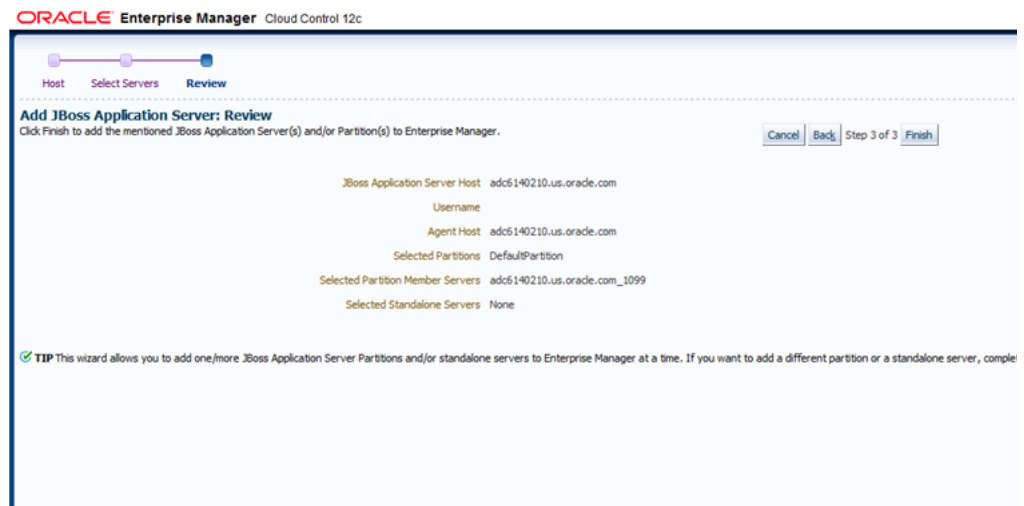 ORACLE Enterprise Manager Cloud Control 12c
Host Select Servers Review
Add JBoss Application Server: Review
Click Finish to add the mentioned JBoss Application Server(s) and/or Partition(s) to Enterprise Manager.
Cancel Back Step 3 of 3 Finish
JBoss Application Server Host adc6140210.us.oracle.com
Username
Agent Host adc6140210.us.oracle.com
Selected Partitions DefaultPartition
Selected Partition Member Servers adc6140210.us.oracle.com_1099
Selected Standalone Servers None
TIP This wizard allows you to add one/more JBoss Application Server Partitions and/or standalone servers to Enterprise Manager at a time. If you want to add a different partition or a standalone server, comple